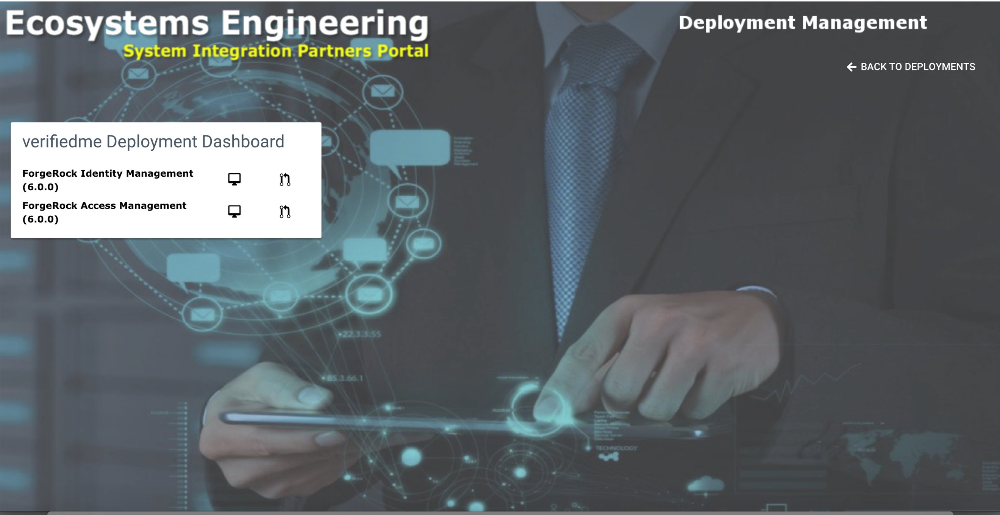 Ecosystems Engineering
System Integration Partners Portal
Deployment Management
BACK TO DEPLOYMENTS
verifiedme Deployment Dashboard
ForgeRock Identity Management
(6.0.0)
ForgeRock Access Management
(6.0.0)
22.3.3.55
85.3.66.1
TECHNOLOGY